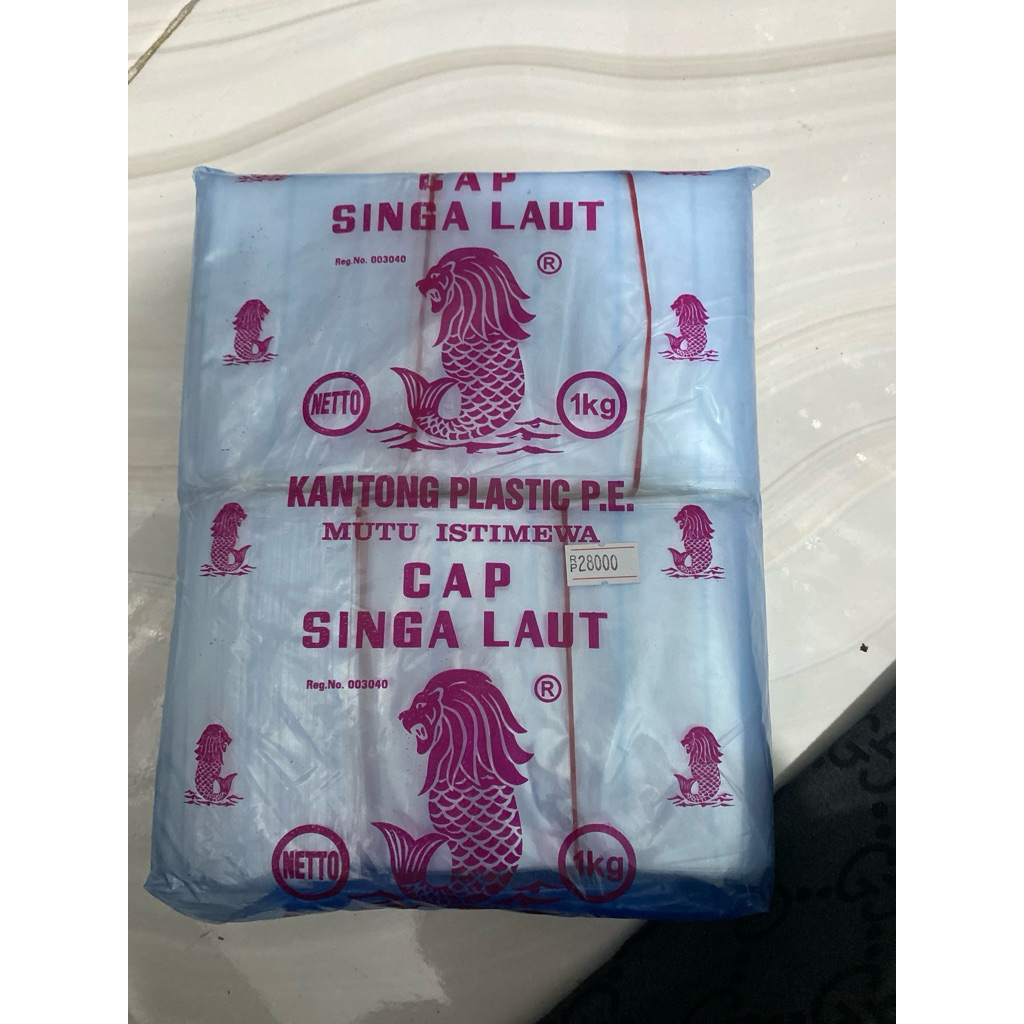 CAP
SINGA LAUT
Reg.No. 003040
®
NETTO
1kg
KANTONG PLASTIC P.E.
MUTU ISTIMEWA
RP28000
CAP
SINGA LAUT
Reg.No. 003040
®
NETTO
1kg